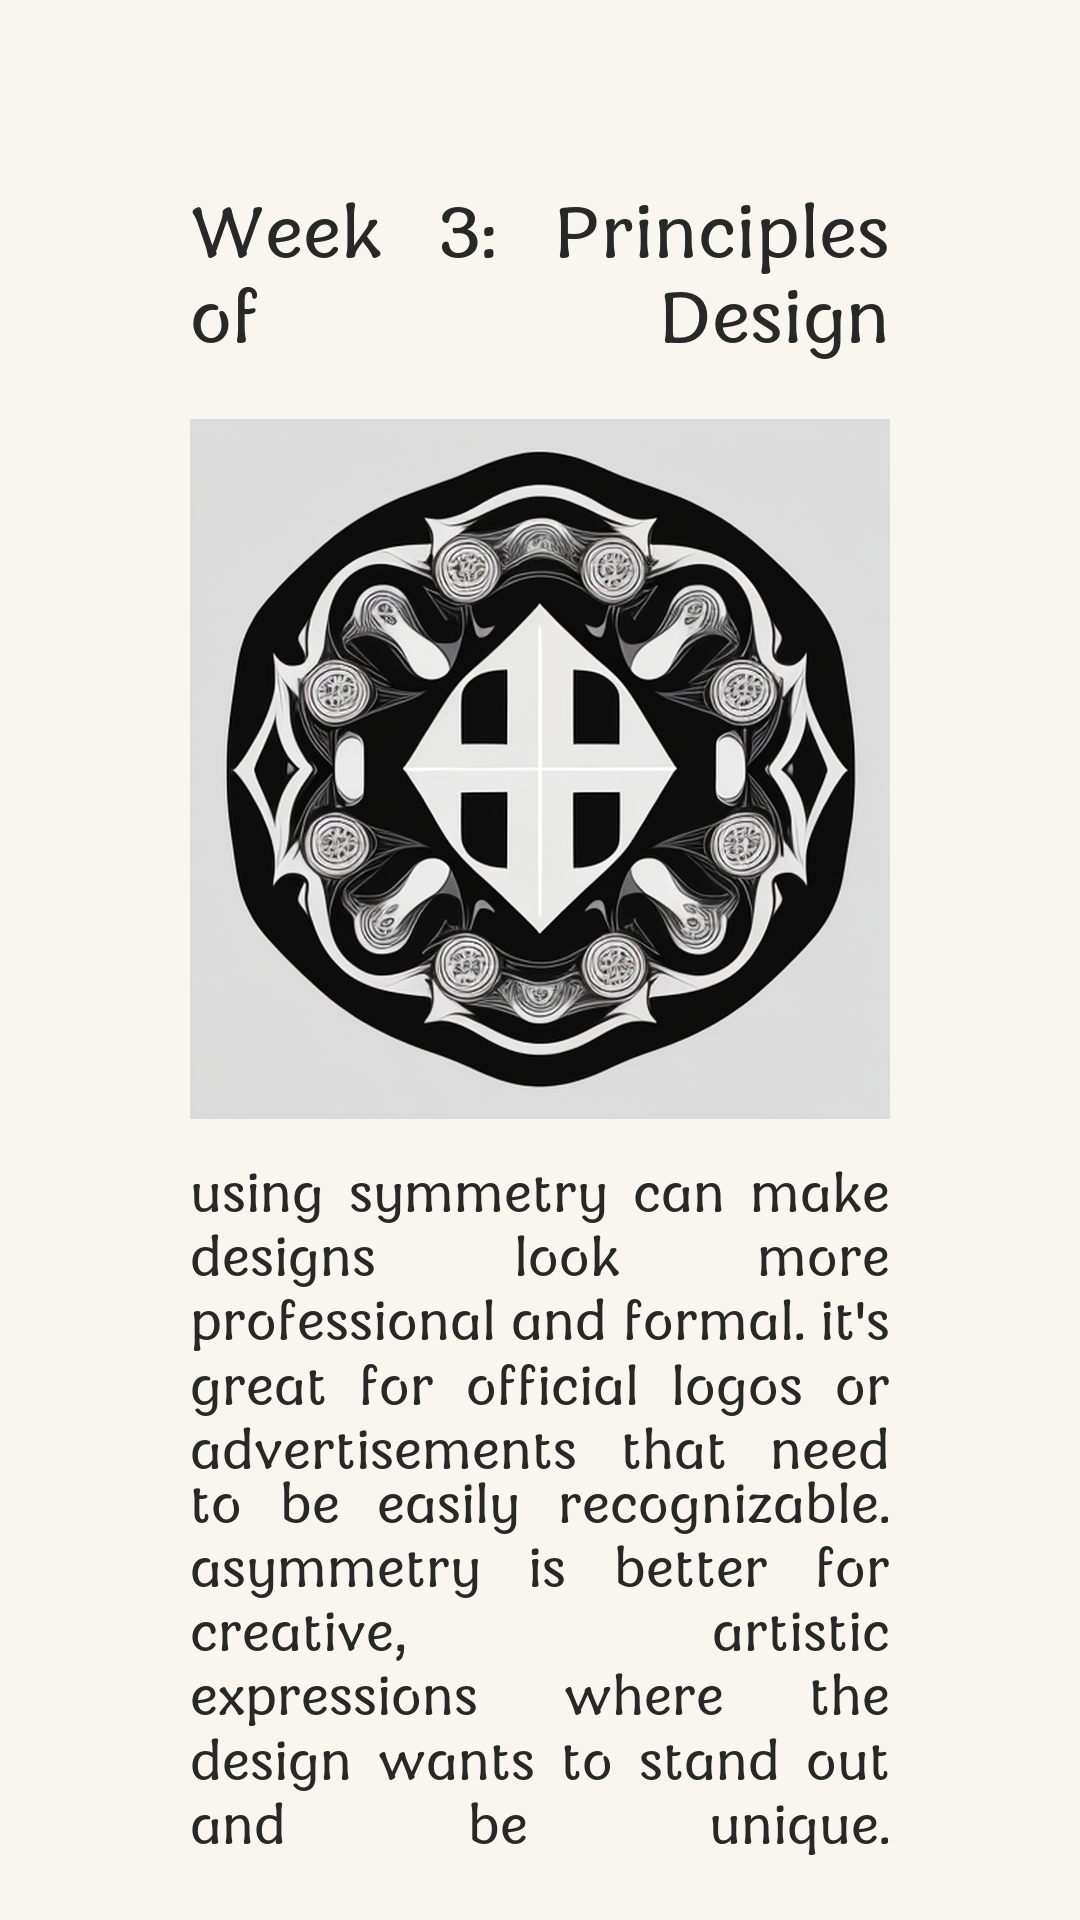 Week 3: Principles
of Design
using symmetry can make
designs look more
professional and formal. it's
great for official logos or
advertisements that need
to be easily recognizable.
asymmetry is better for
creative, artistic
expressions where the
design wants to stand out
and be unique.